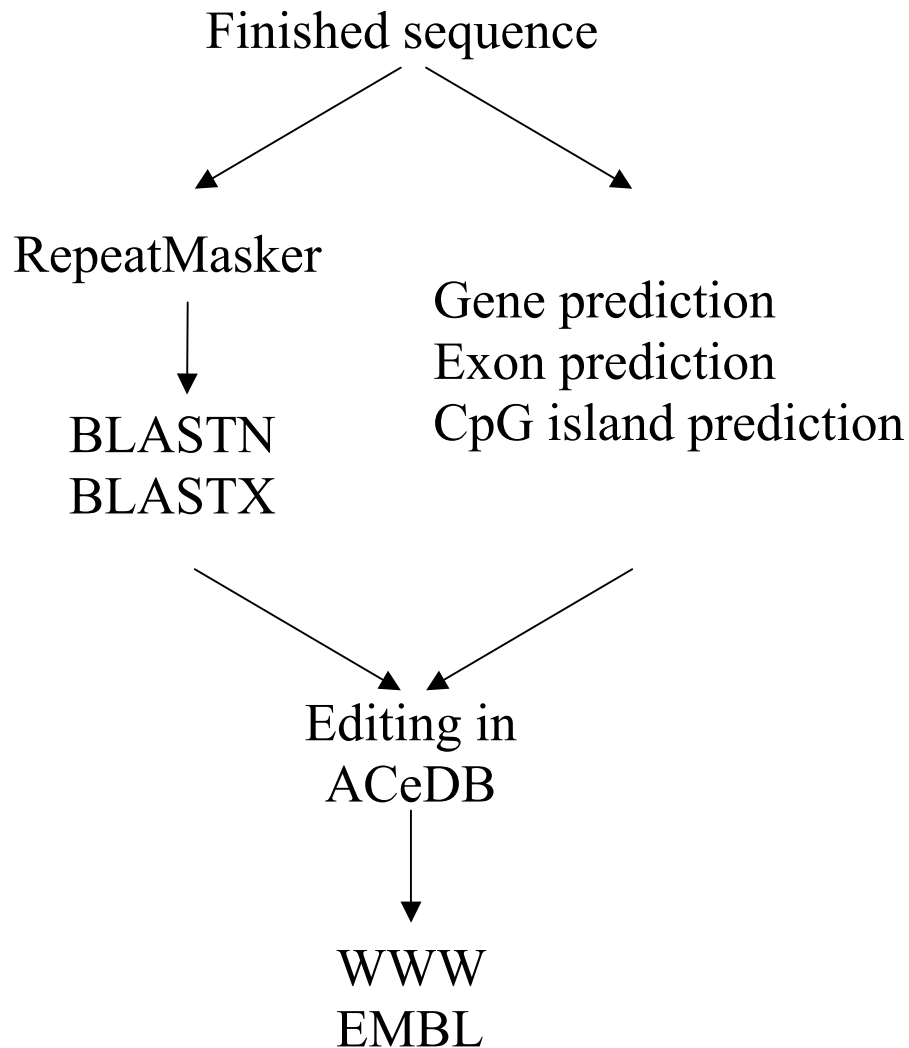 Finished sequence
RepeatMasker
BLASTN
BLASTX
Gene prediction
Exon prediction
CpG island prediction
Editing in
ACeDB
WWW
EMBL